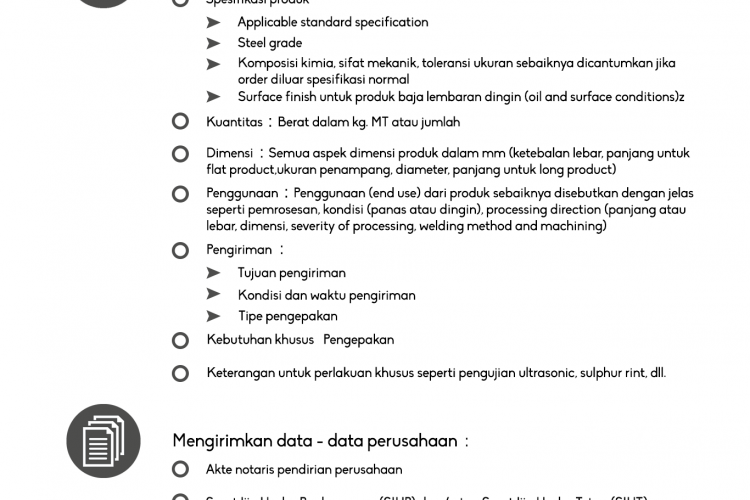 Spesifikasi produk
Applicable standard specification
Steel grade
Komposisi kimia, sifat mekanik, toleransi ukuran sebaiknya dicantumkan jika
order diluar spesifikasi normal
Surface finish untuk produk baja lembaran dingin (oil and surface conditions)z
Kuantitas : Berat dalam kg. MT atau jumlah
Dimensi : Semua aspek dimensi produk dalam mm (ketebalan lebar, panjang untuk
flat product,ukuran penampang, diameter, panjang untuk long product)
Penggunaan : Penggunaan (end use) dari produk sebaiknya disebutkan dengan jelas
seperti pemrosesan, kondisi (panas atau dingin), processing direction (panjang atau
lebar, dimensi, severity of processing, welding method and machining)
Pengiriman :
Tujuan pengiriman
Kondisi dan waktu pengiriman
Tipe pengepakan
Kebutuhan khusus Pengepakan
Keterangan untuk perlakuan khusus seperti pengujian ultrasonic, sulphur rint, dll.
Mengirimkan data - data perusahaan :
Akte notaris pendirian perusahaan